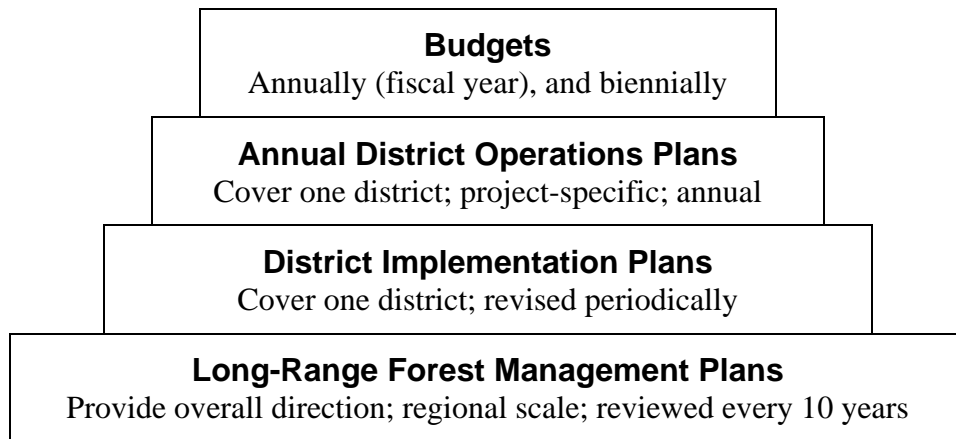 Budgets
Annually (fiscal year), and biennially
Annual District Operations Plans
Cover one district; project-specific; annual
District Implementation Plans
Cover one district; revised periodically
Long-Range Forest Management Plans
Provide overall direction; regional scale; reviewed every 10 years